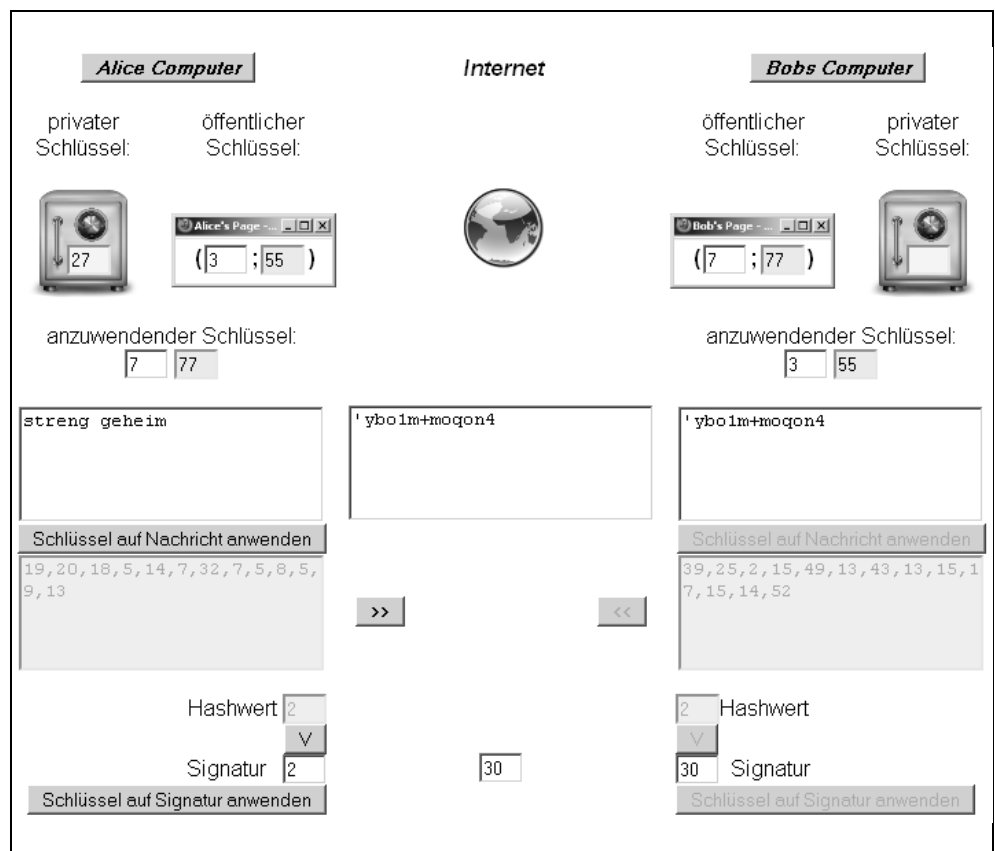 Alice Computer
Internet
Bobs Computer
privater
Schlüssel:
öffentlicher
Schlüssel:
öffentlicher
Schlüssel:
privater
Schlüssel:
27
Alice's Page -...
(3 ;55 )
Bob's Page - ...
(7 ;77 )
anzuwendender Schlüssel:
7 77
anzuwendender Schlüssel:
3 55
streng geheim
'ybo1m+moqon4
'ybo1m+moqon4
Schlüssel auf Nachricht anwenden
Schlüssel auf Nachricht anwenden
19,20,18,5,14,7,32,7,5,8,5,
9,13
39,25,2,15,49,13,43,13,15,1
7,15,14,52
>>
<<
Hashwert 2
V
Signatur 2
Schlüssel auf Signatur anwenden
30
2 Hashwert
V
30 Signatur
Schlüssel auf Signatur anwenden